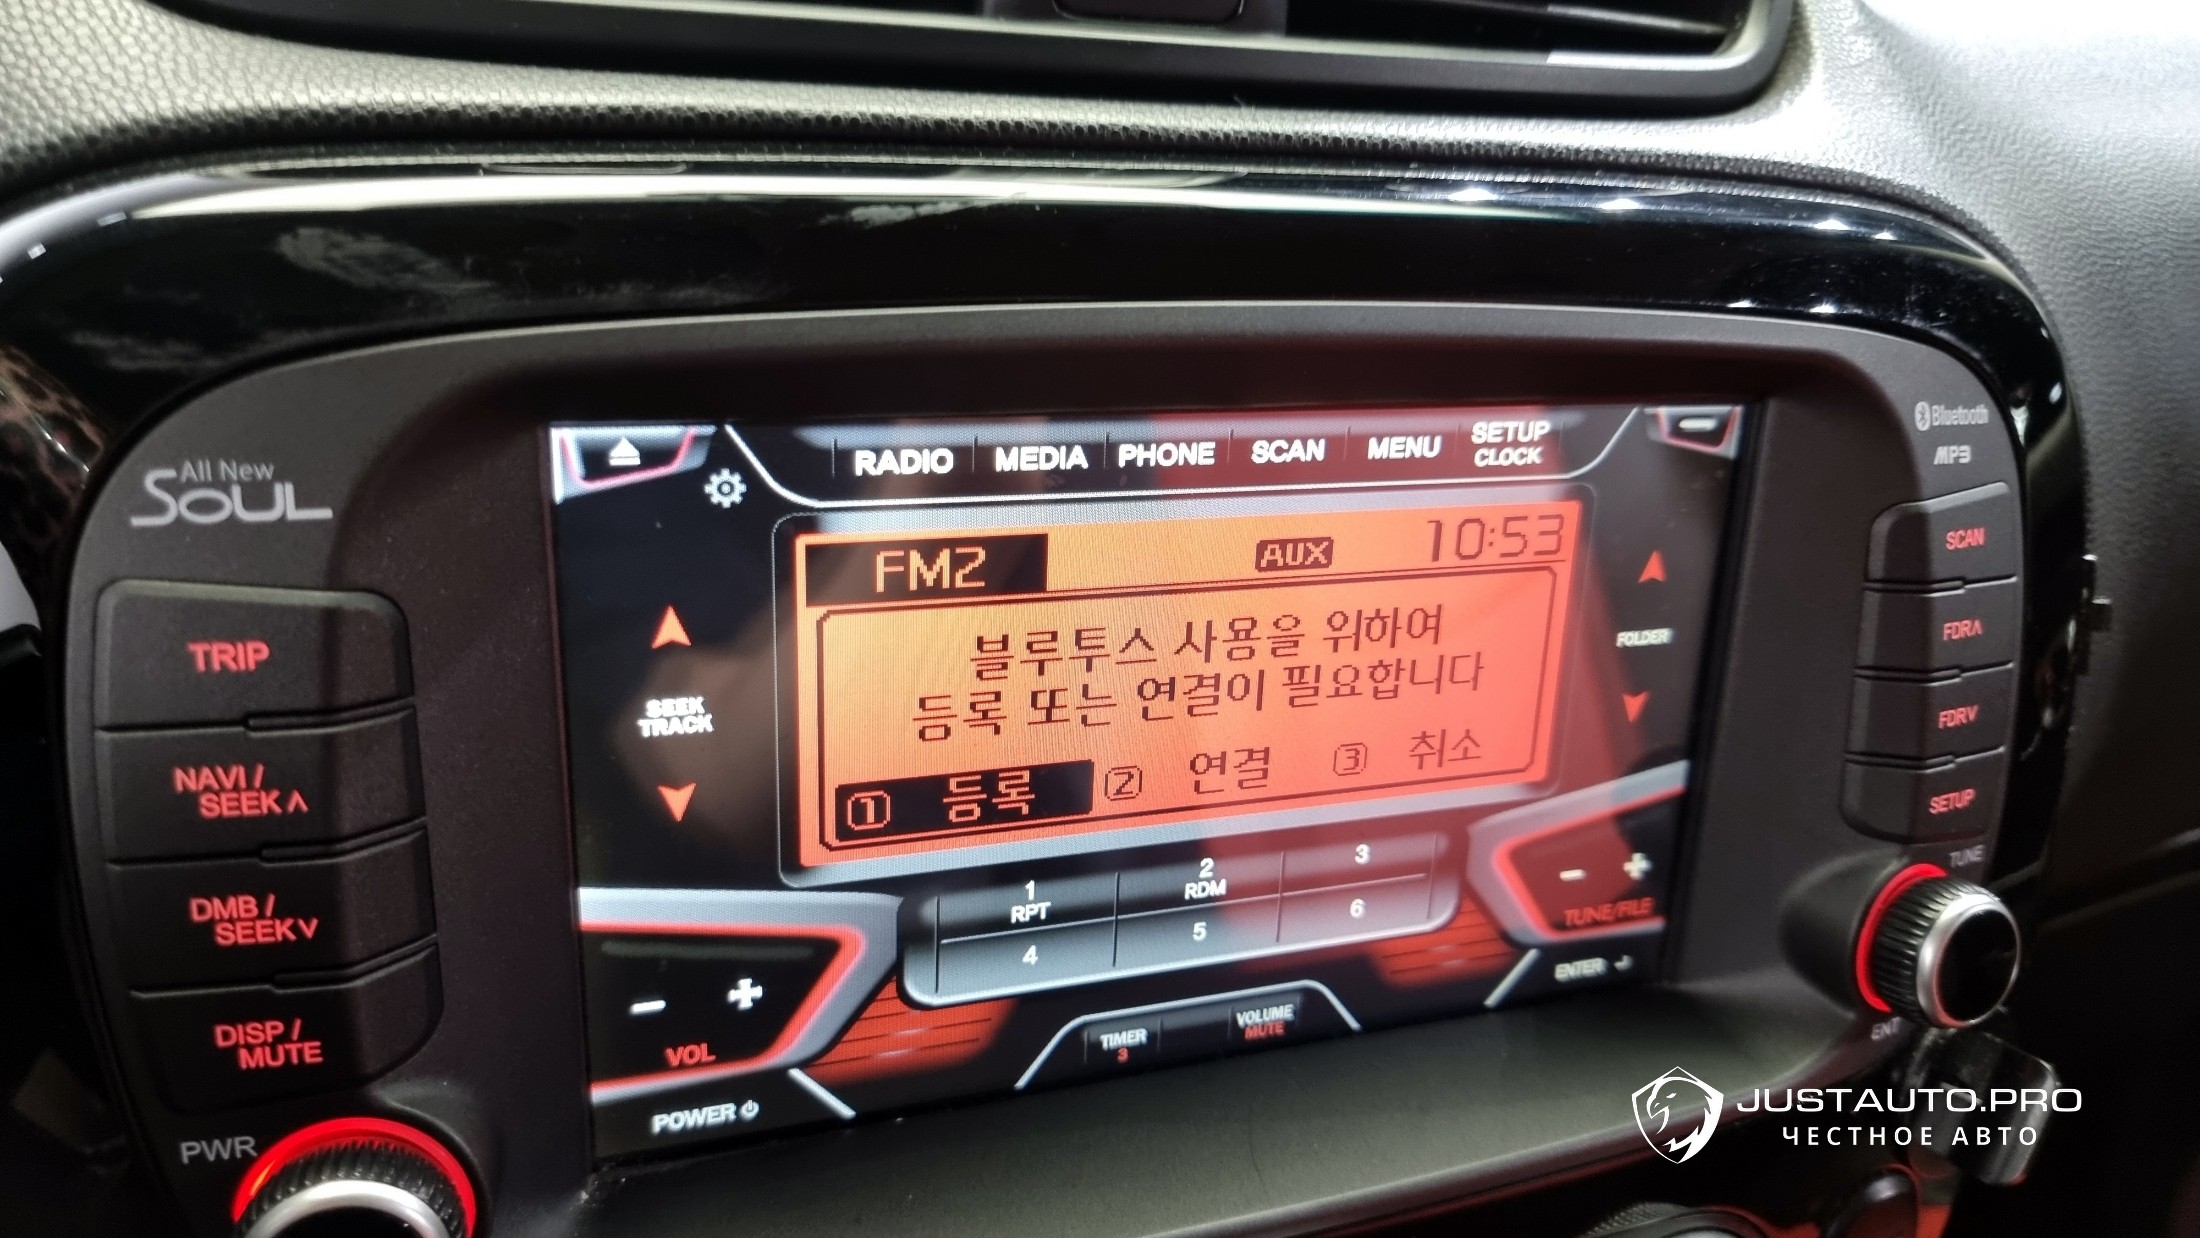 All New
SOUL
TRIP
NAVI /
SEEK ∧
DMB /
SEEK ∨
DISP /
MUTE
PWR
RADIO
MEDIA
PHONE
SCAN
MENU
SETUP
CLOCK
FM2
AUX
10:53
블루투스 사용을 위하여
등록 또는 연결이 필요합니다
① 등록
② 연결
③ 취소
SEEK
TRACK
FOLDER
1
RPT
2
RDM
3
4
5
6
− +
VOL
− +
TUNE/FILE
TIMER
3
VOLUME
MUTE
POWER
ENTER
Bluetooth
MP3
SCAN
FDR∧
FDR∨
SETUP
TUNE
ENT
JUSTAUTO.PRO
ЧЕСТНОЕ АВТО